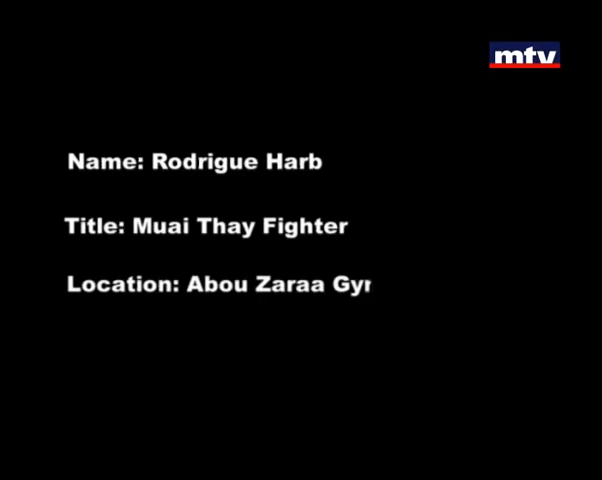 mtv
Name: Rodrigue Harb
Title: Muai Thay Fighter
Location: Abou Zaraa